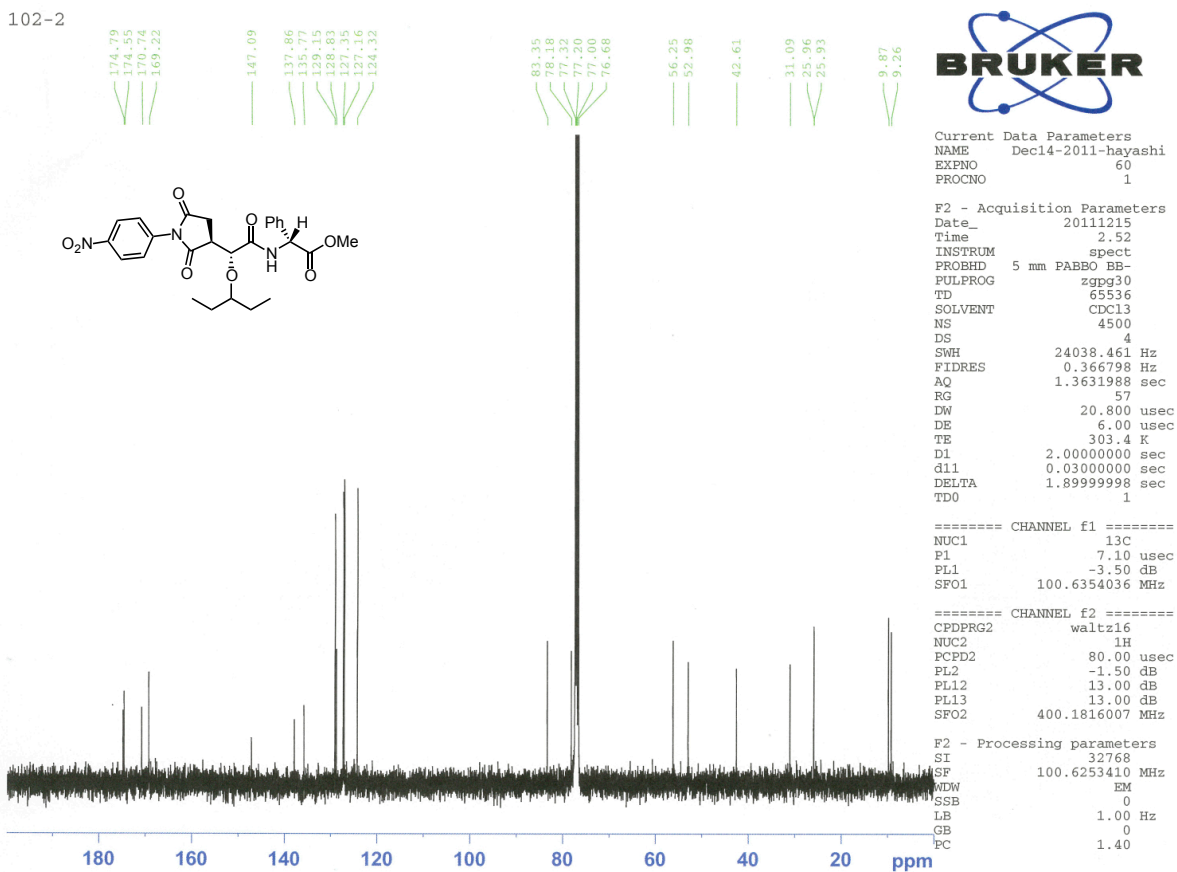 102-2
174.79
174.55
170.74
169.22
147.09
137.86
135.77
129.15
128.83
127.35
127.16
124.32
83.35
78.18
77.32
77.20
77.00
76.68
56.25
52.98
42.61
31.09
25.96
25.93
9.87
9.26
BRUKER
O
O2N
N
O
O
Ph
H
N
H
OMe
O
O
Current Data Parameters
NAME Dec14-2011-hayashi
EXPNO 60
PROCNO 1
F2 - Acquisition Parameters
Date_ 20111215
Time 2.52
INSTRUM spect
PROBHD 5 mm PABBO BB-
PULPROG zgpg30
TD 65536
SOLVENT CDCl3
NS 4500
DS 4
SWH 24038.461 Hz
FIDRES 0.366798 Hz
AQ 1.3631988 sec
RG 57
DW 20.800 usec
DE 6.00 usec
TE 303.4 K
D1 2.00000000 sec
d11 0.03000000 sec
DELTA 1.89999998 sec
TD0 1
======== CHANNEL f1 ========
NUC1 13C
P1 7.10 usec
PL1 -3.50 dB
SFO1 100.6354036 MHz
======== CHANNEL f2 ========
CPDPRG2 waltz16
NUC2 1H
PCPD2 80.00 usec
PL2 -1.50 dB
PL12 13.00 dB
PL13 13.00 dB
SFO2 400.1816007 MHz
F2 - Processing parameters
SI 32768
SF 100.6253410 MHz
WDW EM
SSB 0
LB 1.00 Hz
GB 0
PC 1.40
180 160 140 120 100 80 60 40 20 ppm